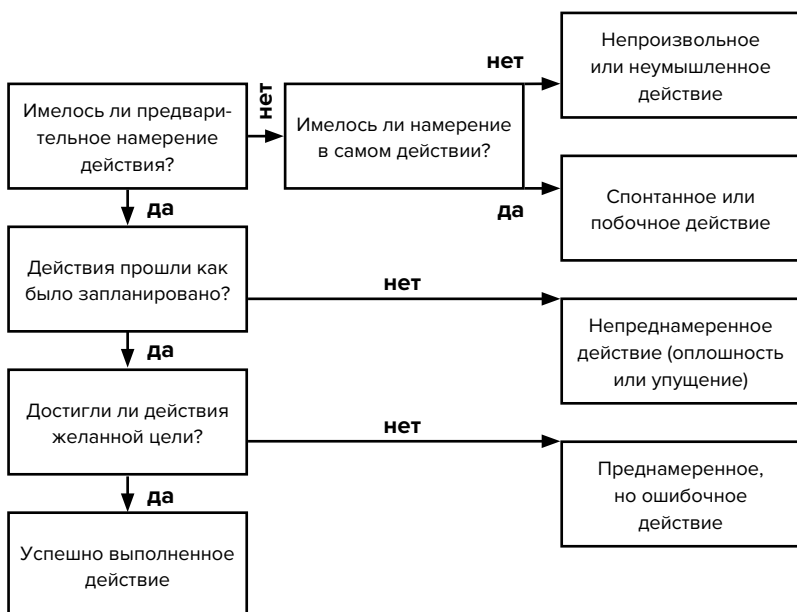 нет
Непроизвольное
или неумышленное
действие
Имелось ли предвари-
тельное намерение
действия?
нет
Имелось ли намерение
в самом действии?
да
да
Спонтанное или
побочное действие
Действия прошли как
было запланировано?
нет
Непреднамеренное
действие (оплошность
или упущение)
да
Достигли ли действия
желанной цели?
нет
Преднамеренное,
но ошибочное
действие
да
Успешно выполненное
действие